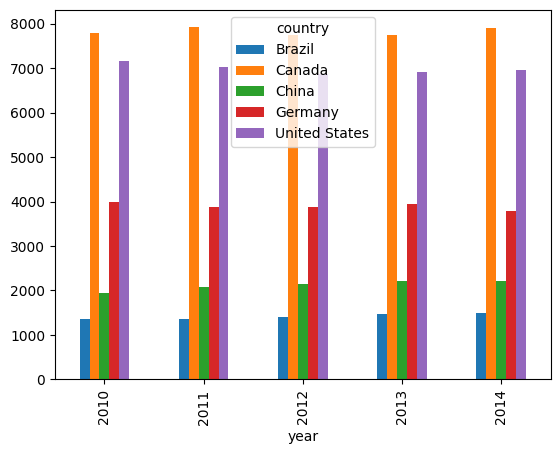 8000
7000
6000
5000
4000
3000
2000
1000
0
country
Brazil
Canada
China
Germany
United States
2010
2011
2012
2013
2014
year